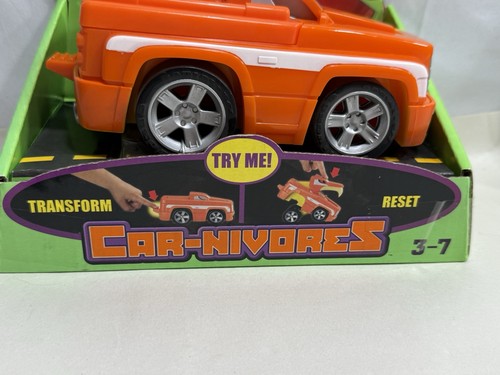 TRY ME!
TRANSFORM
RESET
CAR-NIVORES
3-7